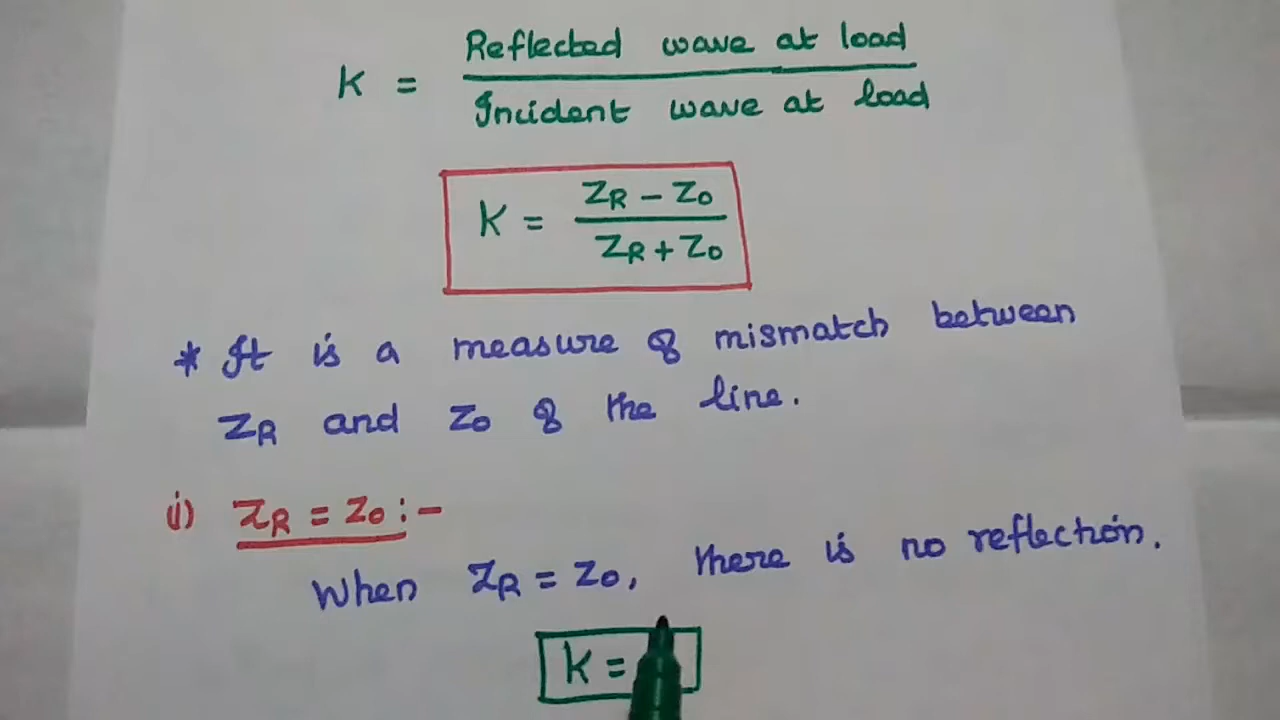 K = Reflected wave at load
Incident wave at load
K = ZR - Z0
ZR + Z0
* It is a measure of mismatch between
ZR and Z0 of the line.
i) ZR = Z0 :-
When ZR = Z0, there is no reflection.
K =